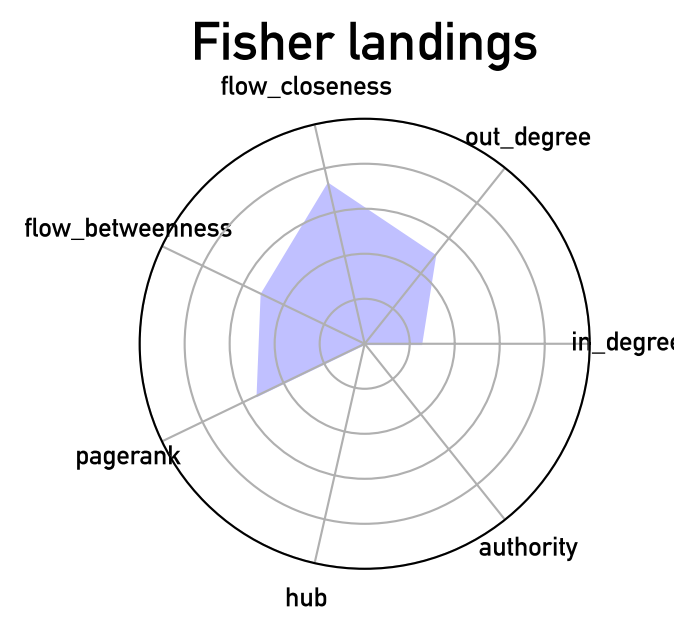 Fisher landings
flow_closeness
out_degree
flow_betweenness
in_degree
pagerank
authority
hub